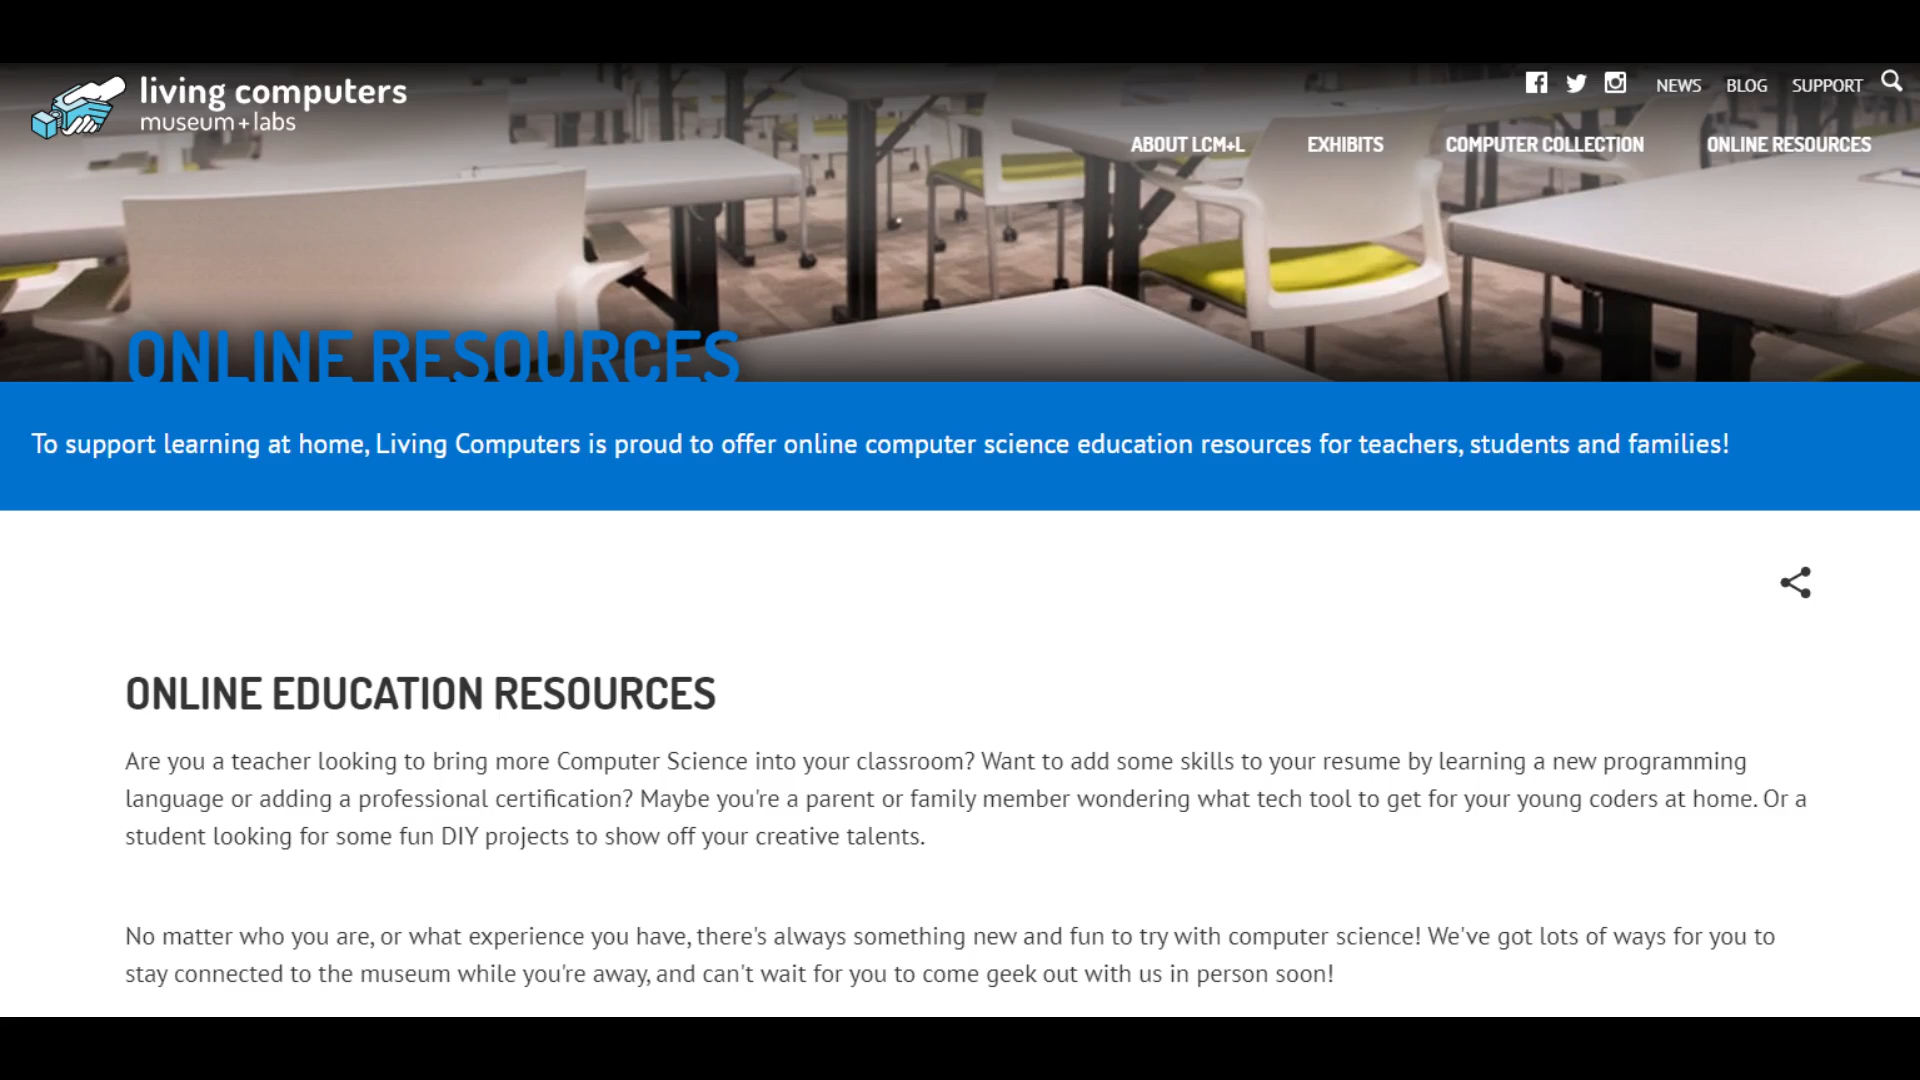 living computers
museum + labs
NEWS BLOG SUPPORT
ABOUT LCM+L EXHIBITS COMPUTER COLLECTION ONLINE RESOURCES
ONLINE RESOURCES
To support learning at home, Living Computers is proud to offer online computer science education resources for teachers, students and families!
ONLINE EDUCATION RESOURCES
Are you a teacher looking to bring more Computer Science into your classroom? Want to add some skills to your resume by learning a new programming
language or adding a professional certification? Maybe you're a parent or family member wondering what tech tool to get for your young coders at home. Or a
student looking for some fun DIY projects to show off your creative talents.
No matter who you are, or what experience you have, there's always something new and fun to try with computer science! We've got lots of ways for you to
stay connected to the museum while you're away, and can't wait for you to come geek out with us in person soon!